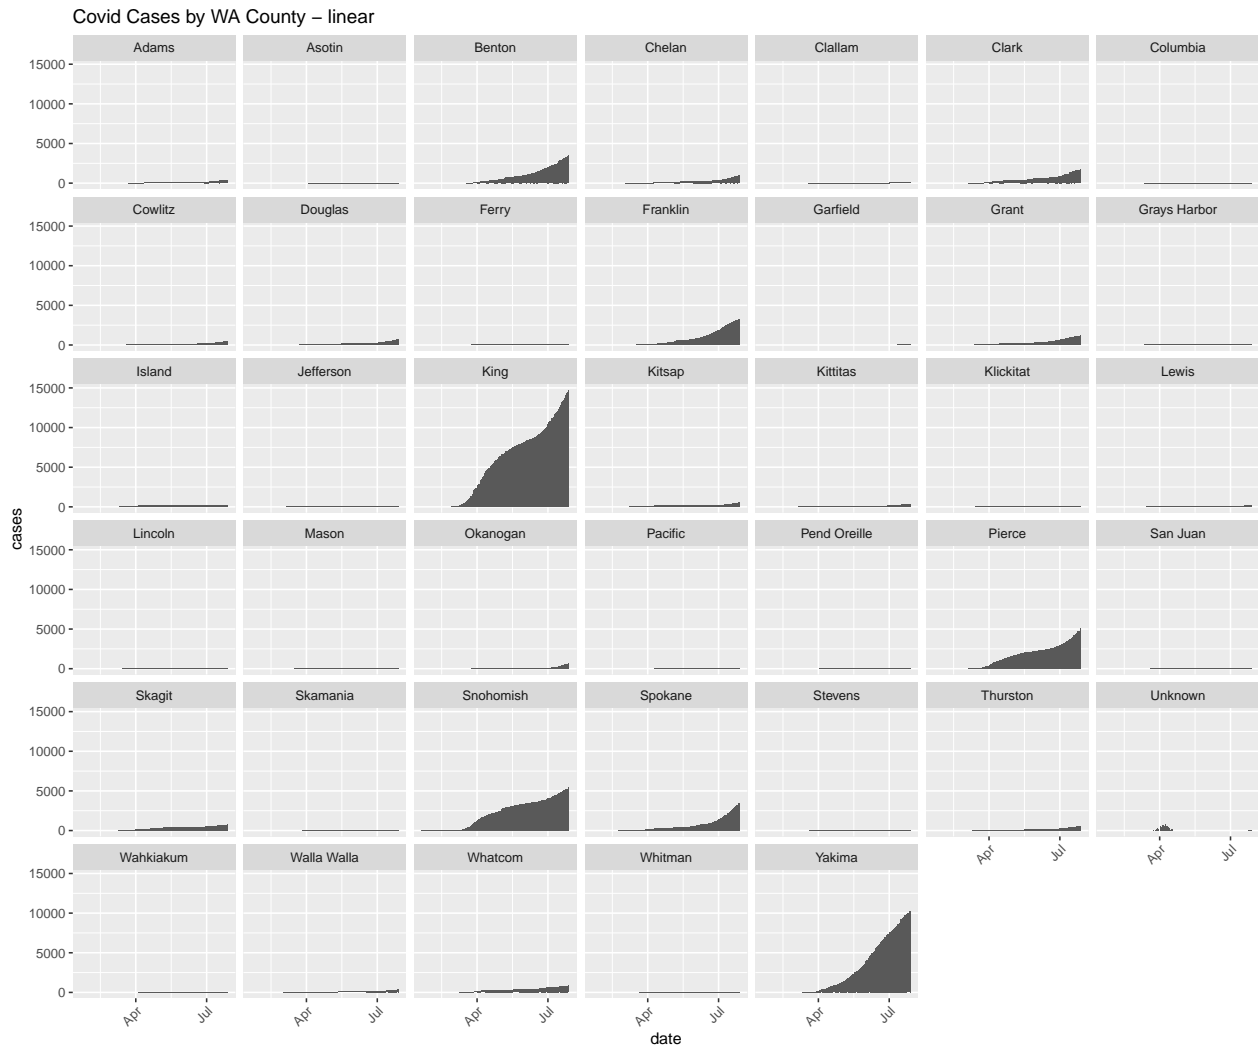 Covid Cases by WA County − linear
Adams Asotin Benton Chelan Clallam Clark Columbia
15000
10000
5000
0
Cowlitz Douglas Ferry Franklin Garfield Grant Grays Harbor
15000
10000
5000
0
Island Jefferson King Kitsap Kittitas Klickitat Lewis
15000
10000
5000
0
cases
Lincoln Mason Okanogan Pacific Pend Oreille Pierce San Juan
15000
10000
5000
0
Skagit Skamania Snohomish Spokane Stevens Thurston Unknown
15000
10000
5000
0
Apr Jul Apr Jul
Wahkiakum Walla Walla Whatcom Whitman Yakima
15000
10000
5000
0
Apr Jul Apr Jul Apr Jul Apr Jul Apr Jul
date